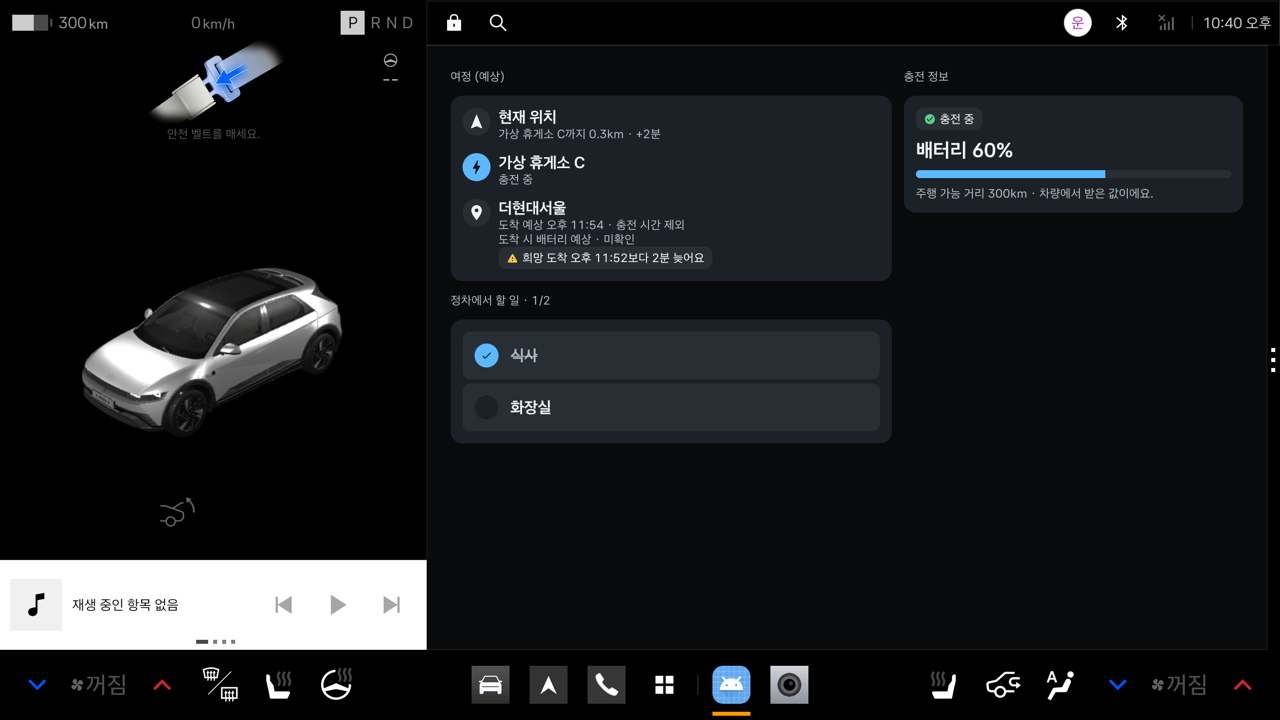 300 km
0 km/h
P R N D
운
10:40 오후
안전 벨트를 매세요.
--
여정 (예상)
현재 위치
가상 휴게소 C까지 0.3km · +2분
가상 휴게소 C
충전 중
더현대서울
도착 예상 오후 11:54 · 충전 시간 제외
도착 시 배터리 예상 · 미확인
희망 도착 오후 11:52보다 2분 늦어요
정차에서 할 일 · 1/2
식사
화장실
충전 정보
충전 중
배터리 60%
주행 가능 거리 300km · 차량에서 받은 값이에요.
재생 중인 항목 없음
꺼짐
A
꺼짐